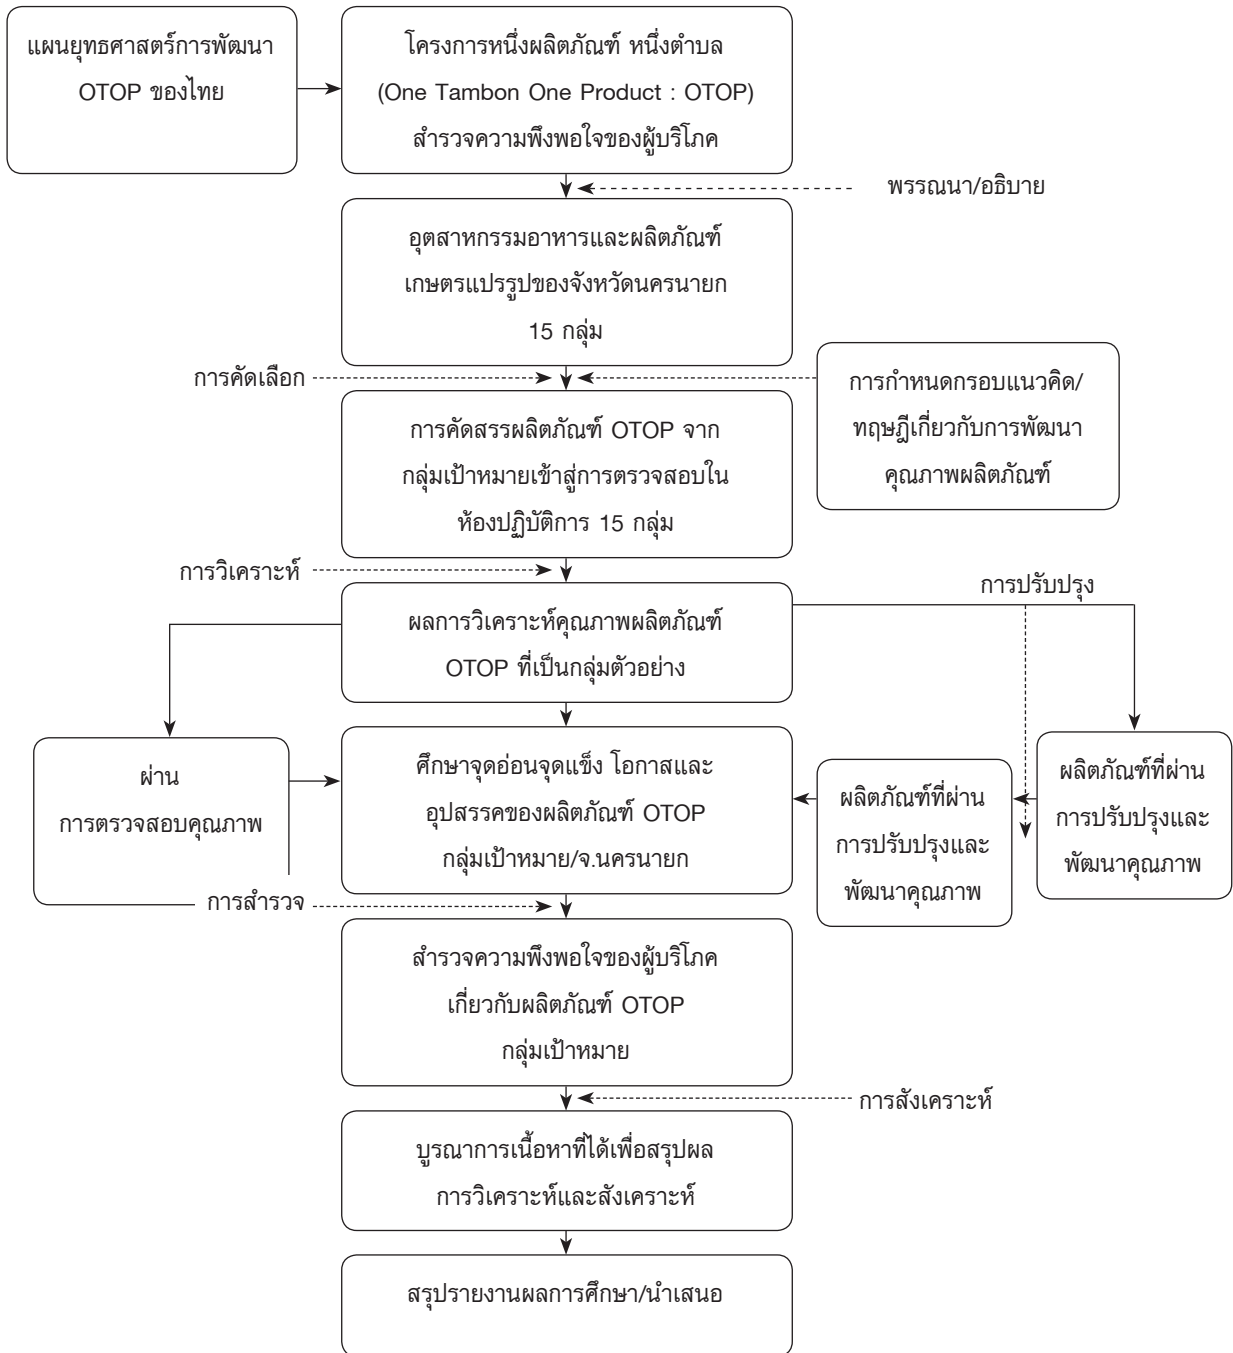 แผนยุทธศาสตร์การพัฒนา
OTOP ของไทย
โครงการหนึ่งผลิตภัณฑ์ หนึ่งตำบล
(One Tambon One Product : OTOP)
สำรวจความพึงพอใจของผู้บริโภค
พรรณนา/อธิบาย
อุตสาหกรรมอาหารและผลิตภัณฑ์
เกษตรแปรรูปของจังหวัดนครนายก
15 กลุ่ม
การคัดเลือก
การกำหนดกรอบแนวคิด/
ทฤษฎีเกี่ยวกับการพัฒนา
คุณภาพผลิตภัณฑ์
การคัดสรรผลิตภัณฑ์ OTOP จาก
กลุ่มเป้าหมายเข้าสู่การตรวจสอบใน
ห้องปฏิบัติการ 15 กลุ่ม
การวิเคราะห์
การปรับปรุง
ผลการวิเคราะห์คุณภาพผลิตภัณฑ์
OTOP ที่เป็นกลุ่มตัวอย่าง
ผ่าน
การตรวจสอบคุณภาพ
ศึกษาจุดอ่อนจุดแข็ง โอกาสและ
อุปสรรคของผลิตภัณฑ์ OTOP
กลุ่มเป้าหมาย/จ.นครนายก
ผลิตภัณฑ์ที่ผ่าน
การปรับปรุงและ
พัฒนาคุณภาพ
ผลิตภัณฑ์ที่ผ่าน
การปรับปรุงและ
พัฒนาคุณภาพ
การสำรวจ
สำรวจความพึงพอใจของผู้บริโภค
เกี่ยวกับผลิตภัณฑ์ OTOP
กลุ่มเป้าหมาย
การสังเคราะห์
บูรณาการเนื้อหาที่ได้เพื่อสรุปผล
การวิเคราะห์และสังเคราะห์
สรุปรายงานผลการศึกษา/นำเสนอ